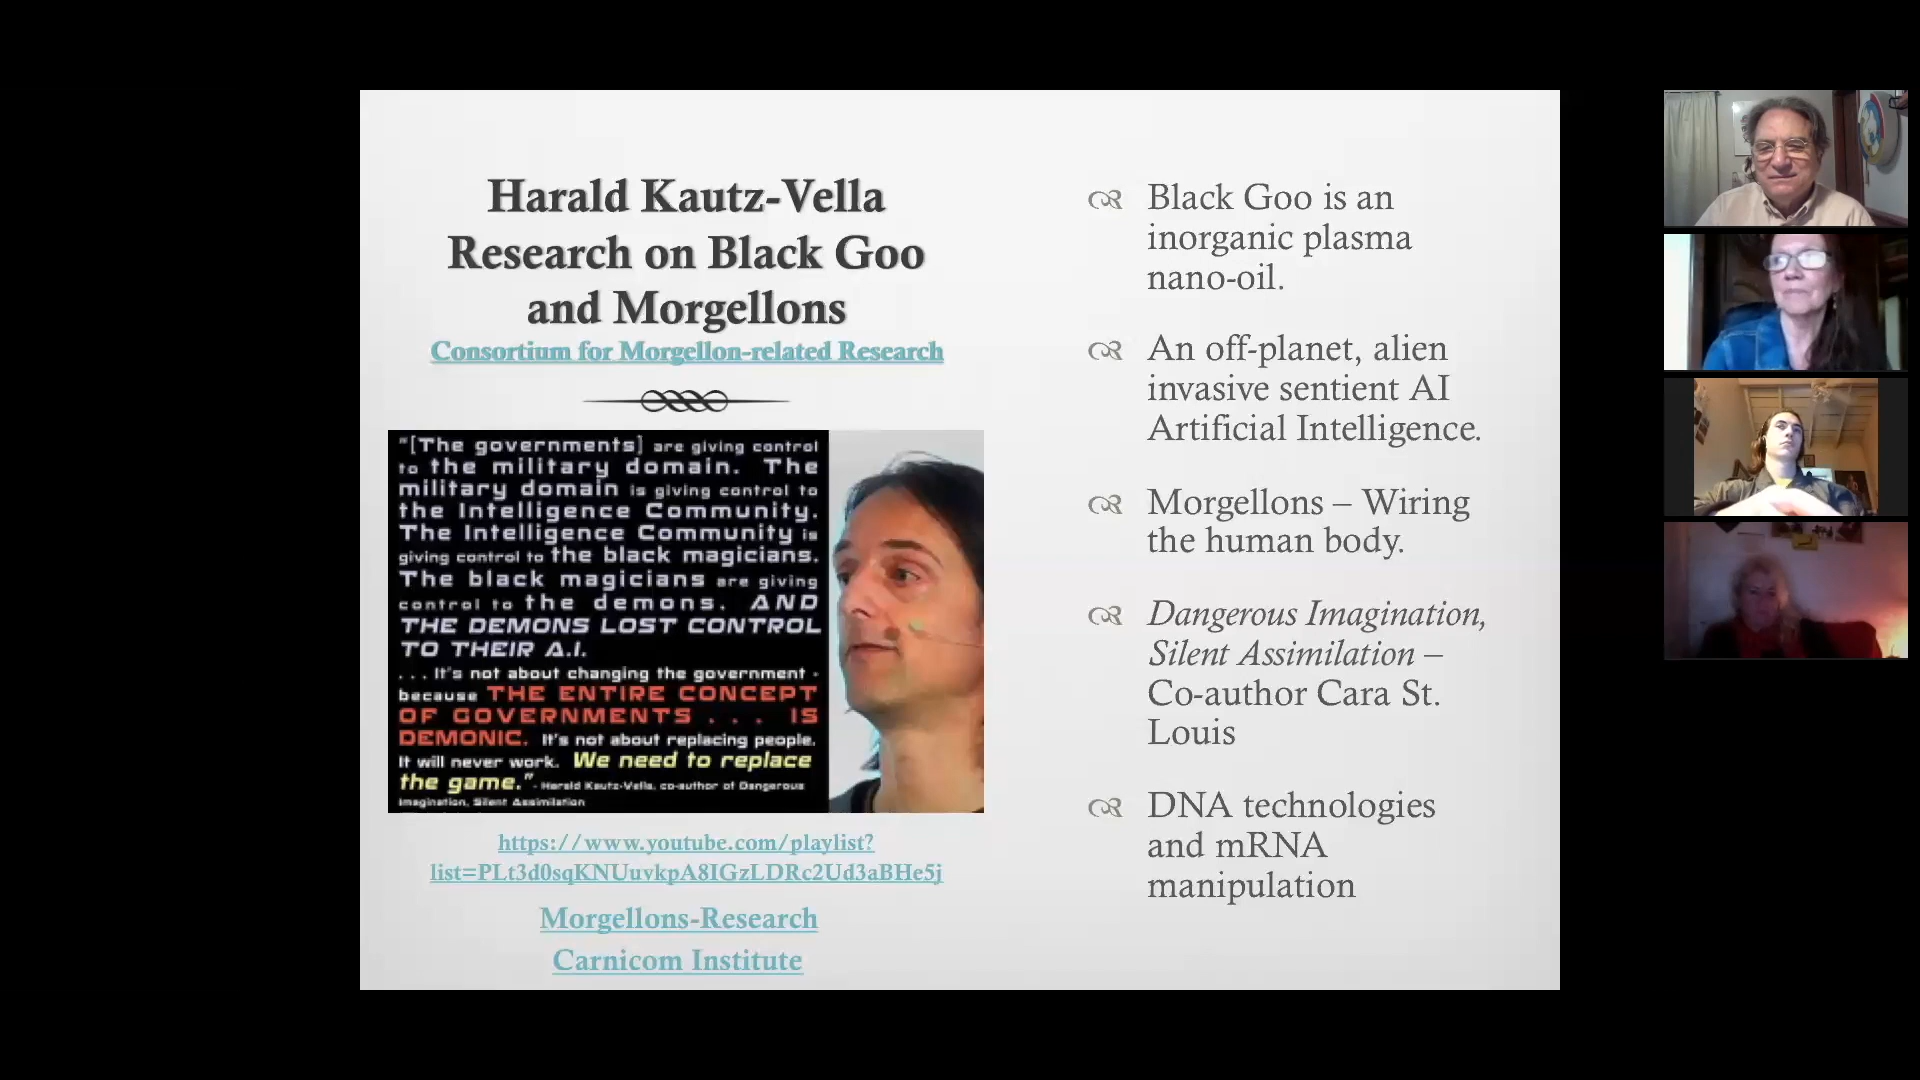 Harald Kautz-Vella
Research on Black Goo
and Morgellons
Consortium for Morgellon-related Research
"[The governments] are giving control
to the military domain. The
military domain is giving control to
the Intelligence Community.
The Intelligence Community is
giving control to the black magicians.
The black magicians are giving
control to the demons. AND
THE DEMONS LOST CONTROL
TO THEIR A.I.
. . . It's not about changing the government -
because THE ENTIRE CONCEPT
OF GOVERNMENTS . . . IS
DEMONIC. It's not about replacing people.
It will never work. We need to replace
the game." - Harald Kautz-Vella, co-author of Dangerous
Imagination, Silent Assimilation
https://www.youtube.com/playlist?
list=PLt3d0sqKNUuvkpA8IGzLDRc2Ud3aBHe5j
Morgellons-Research
Carnicom Institute
Black Goo is an
inorganic plasma
nano-oil.
An off-planet, alien
invasive sentient AI
Artificial Intelligence.
Morgellons – Wiring
the human body.
Dangerous Imagination,
Silent Assimilation –
Co-author Cara St.
Louis
DNA technologies
and mRNA
manipulation